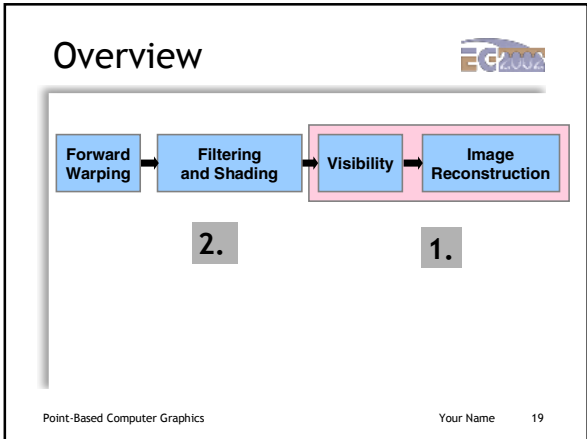 Overview
EG2002
Forward
Warping
Filtering
and Shading
Visibility
Image
Reconstruction
2.
1.
Point-Based Computer Graphics
Your Name
19